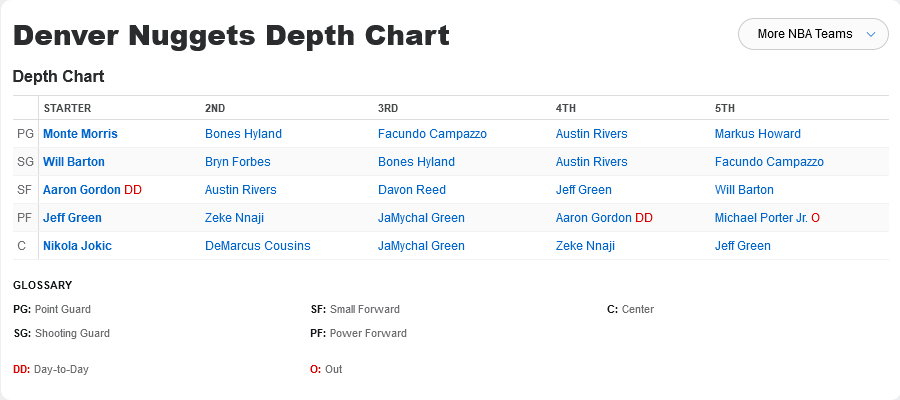 Denver Nuggets Depth Chart
More NBA Teams
Depth Chart
STARTER 2ND 3RD 4TH 5TH
PG Monte Morris Bones Hyland Facundo Campazzo Austin Rivers Markus Howard
SG Will Barton Bryn Forbes Bones Hyland Austin Rivers Facundo Campazzo
SF Aaron Gordon DD Austin Rivers Davon Reed Jeff Green Will Barton
PF Jeff Green Zeke Nnaji JaMychal Green Aaron Gordon DD Michael Porter Jr. O
C Nikola Jokic DeMarcus Cousins JaMychal Green Zeke Nnaji Jeff Green
GLOSSARY
PG: Point Guard SF: Small Forward C: Center
SG: Shooting Guard PF: Power Forward
DD: Day-to-Day O: Out